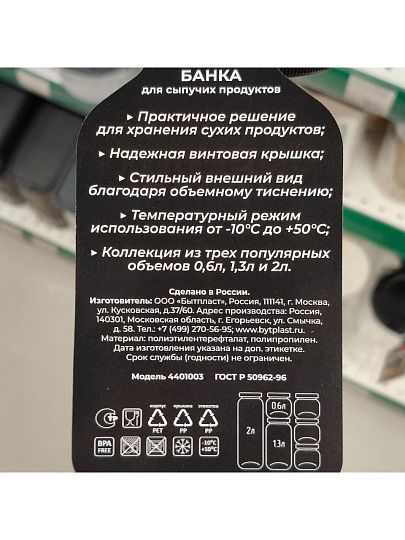 БАНКА
для сыпучих продуктов
▸ Практичное решение
для хранения сухих продуктов;
▸ Надежная винтовая крышка;
▸ Стильный внешний вид
благодаря объемному тиснению;
▸ Температурный режим
использования от -10°С до +50°С;
▸ Коллекция из трех популярных
объемов 0,6л, 1,3л и 2л.
Сделано в России.
Изготовитель: ООО «Бытпласт», Россия, 111141, г. Москва,
ул. Кусковская, д.37/60. Адрес производства: Россия,
140301, Московская область, г. Егорьевск, ул. Смычка,
д. 58. Тел.: +7 (499) 270-56-95; www.bytplast.ru.
Материал: полиэтилентерефталат, полипропилен.
Дата изготовления указана на доп. этикетке.
Срок службы (годности) не ограничен.
Модель 4401003 ГОСТ Р 50962-96
корпус крышка этикетка
PET PP PP
BPA FREE
-10°C +50°C
2л 0.6л 1.3л